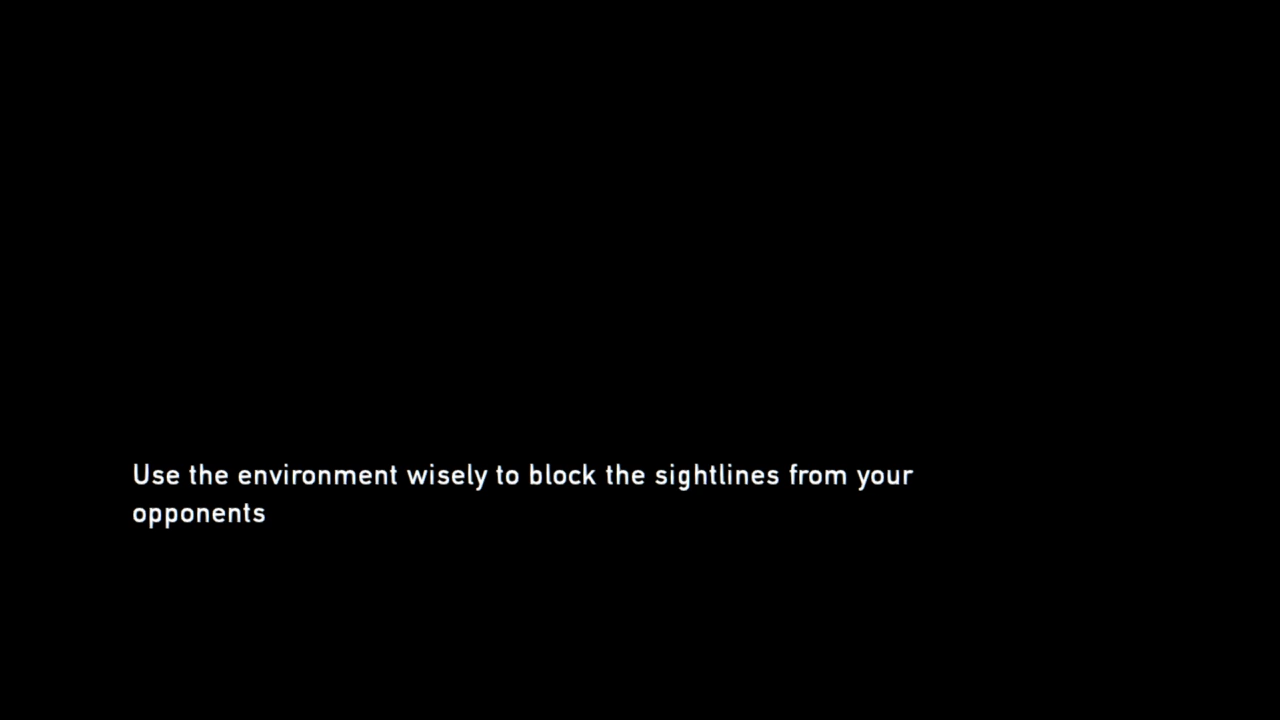 Use the environment wisely to block the sightlines from your
opponents